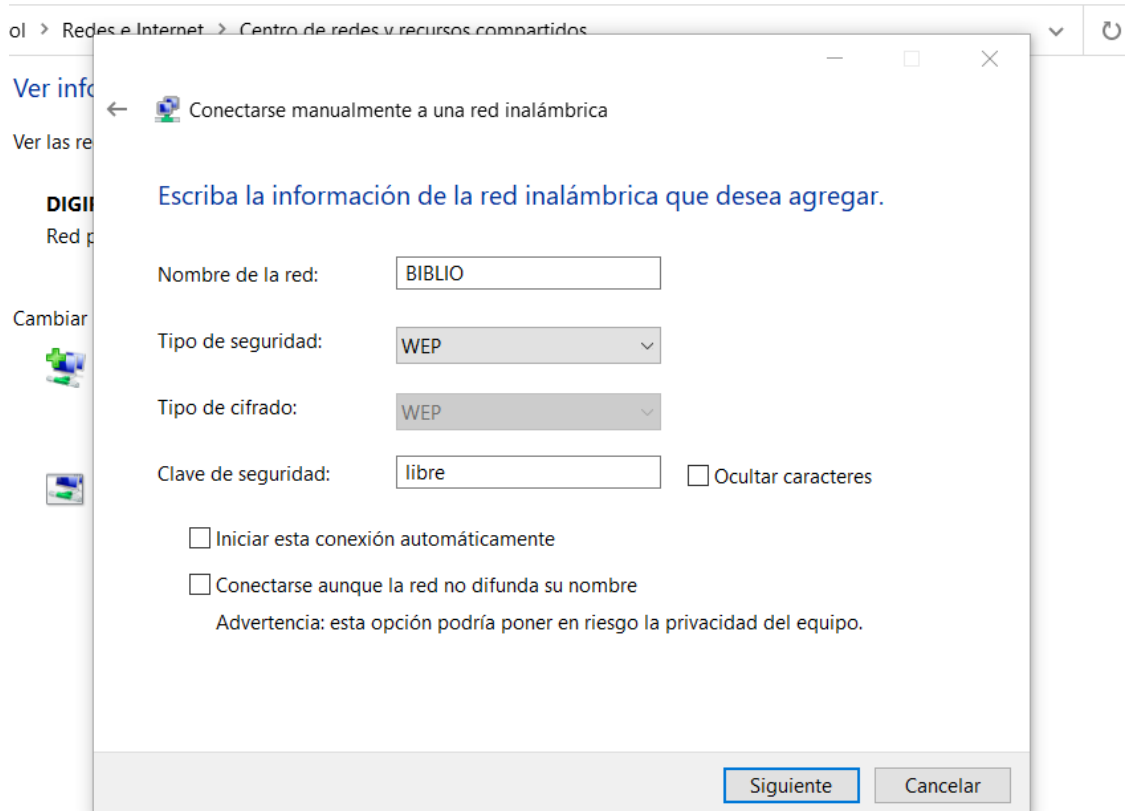 ol > Redes e Internet > Centro de redes y recursos compartidos
Ver info
Ver las re
Conectarse manualmente a una red inalámbrica
Escriba la información de la red inalámbrica que desea agregar.
DIGI
Red p
Nombre de la red: BIBLIO
Cambiar
Tipo de seguridad: WEP
Tipo de cifrado: WEP
Clave de seguridad: libre Ocultar caracteres
Iniciar esta conexión automáticamente
Conectarse aunque la red no difunda su nombre
Advertencia: esta opción podría poner en riesgo la privacidad del equipo.
Siguiente Cancelar